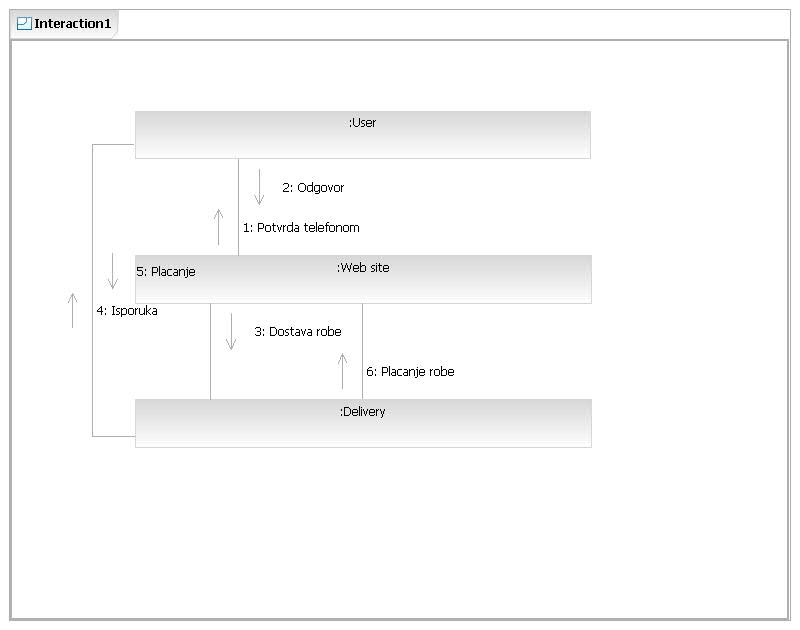 Interaction1
:User
2: Odgovor
1: Potvrda telefonom
:Web site
5: Placanje
4: Isporuka
3: Dostava robe
6: Placanje robe
:Delivery